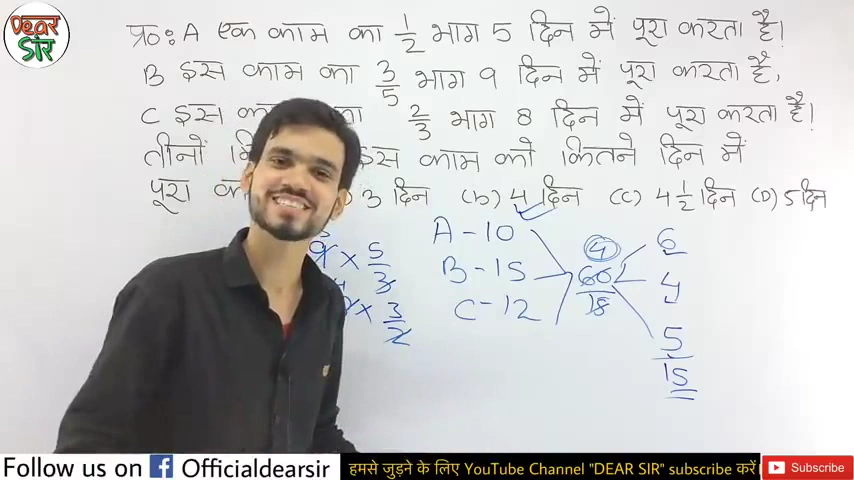 DEAR SIR
प्र०: A एक काम का 1/2 भाग 5 दिन में पूरा करता है।
B इस काम का 3/5 भाग 9 दिन में पूरा करता है,
C इस का 2/3 भाग 8 दिन में पूरा करता है।
तीनों इस काम को कितने दिन में
पूरा 3 दिन (b) 4 दिन (C) 4 1/2 दिन (D) 5 दिन
A - 10
B - 15
C - 12
4
60
15
6
4
5
15
9 × 5/3
× 3/2
Follow us on f Officialdearsir
हमसे जुड़ने के लिए YouTube Channel "DEAR SIR" subscribe करें
Subscribe